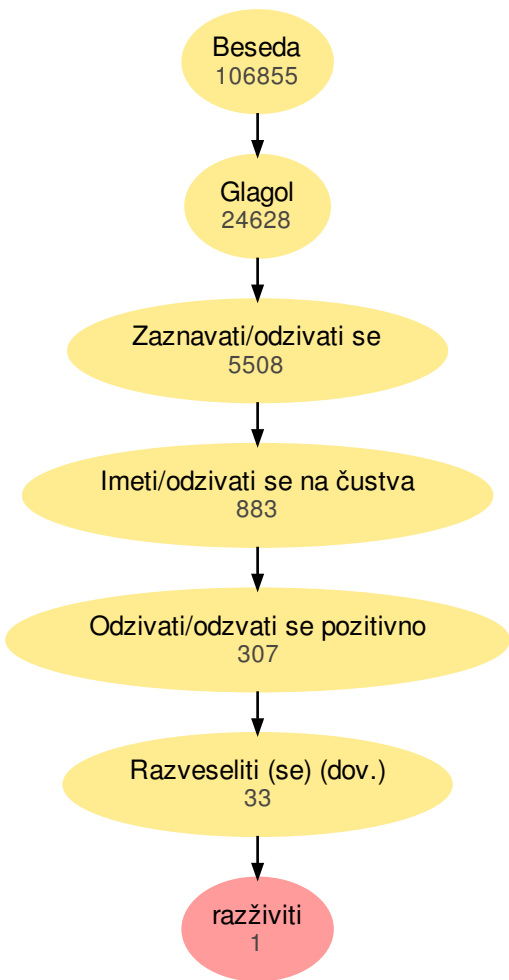 Beseda
106855
Glagol
24628
Zaznavati/odzivati se
5508
Imeti/odzivati se na čustva
883
Odzivati/odzvati se pozitivno
307
Razveseliti (se) (dov.)
33
razživiti
1